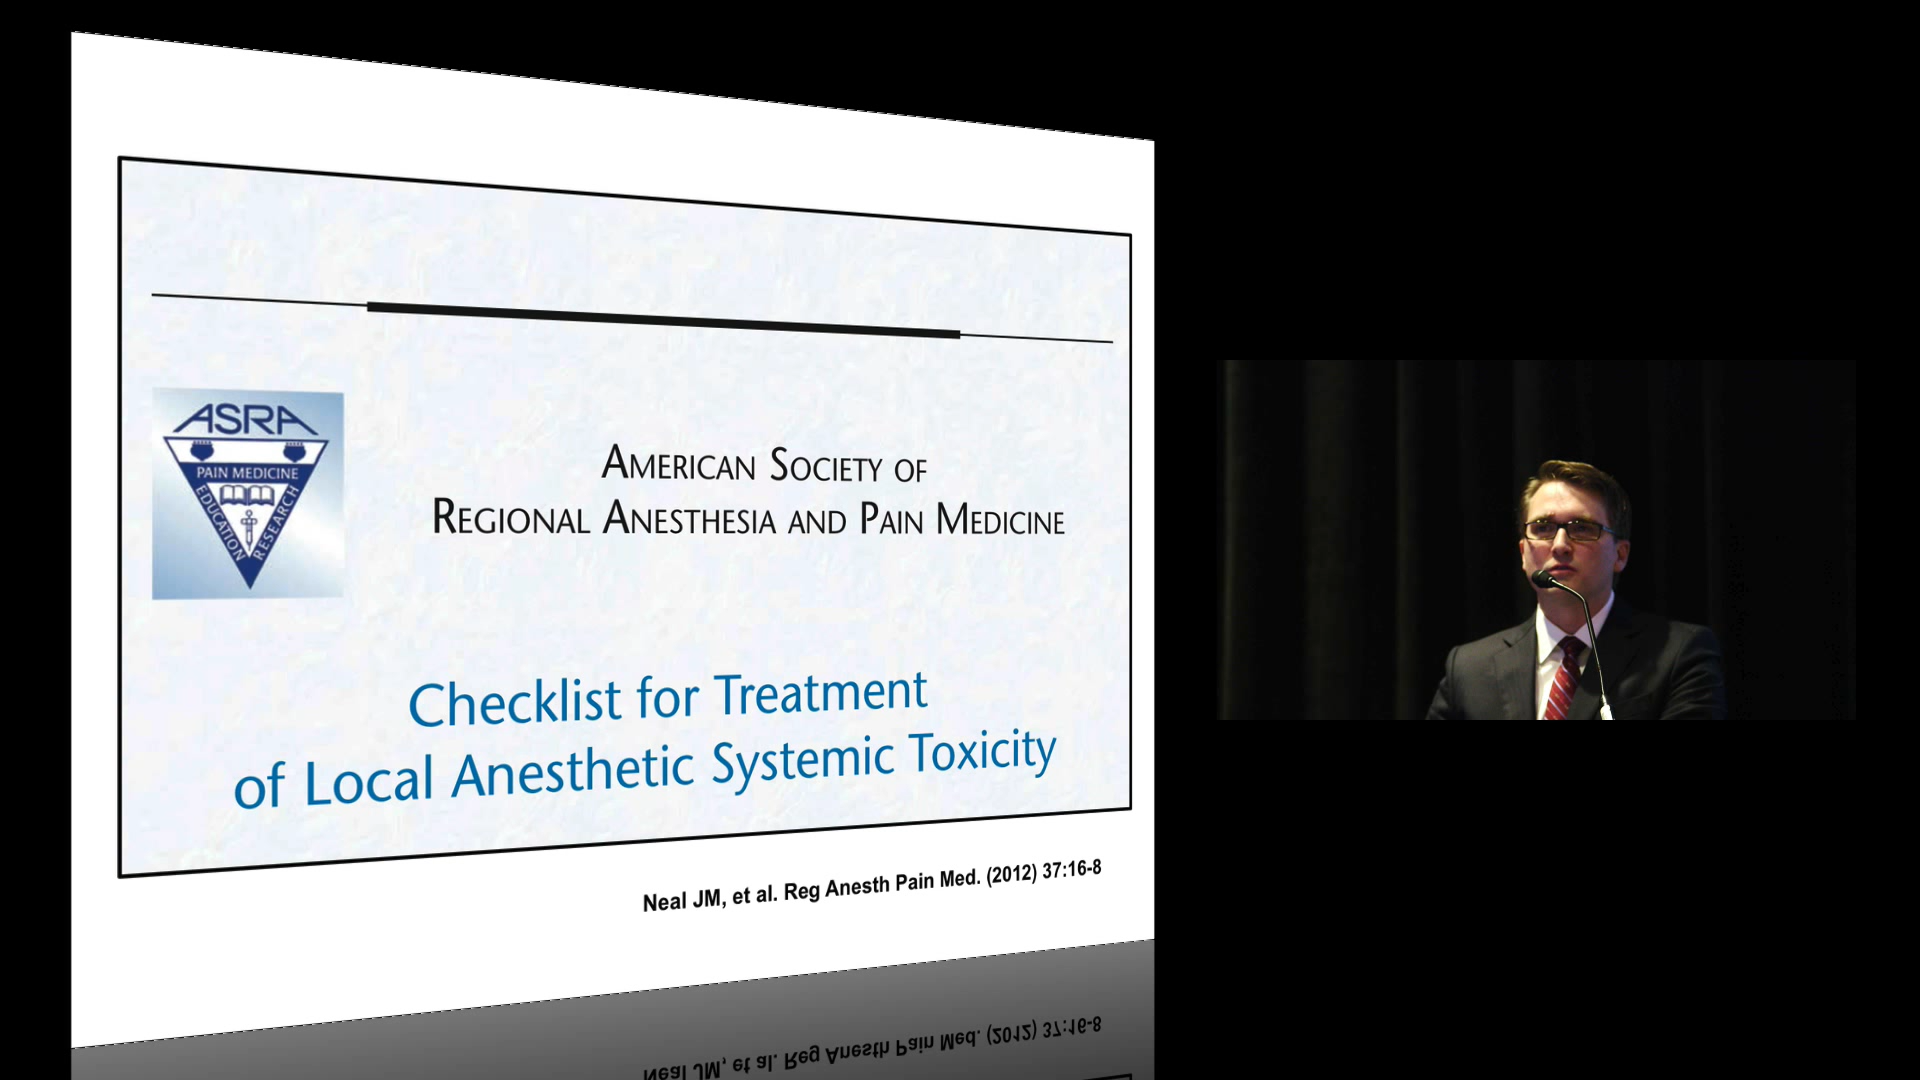 ASRA
PAIN MEDICINE
EDUCATION
RESEARCH
AMERICAN SOCIETY OF
REGIONAL ANESTHESIA AND PAIN MEDICINE
Checklist for Treatment
of Local Anesthetic Systemic Toxicity
Neal JM, et al. Reg Anesth Pain Med. (2012) 37:16-8
Neal JM, et al. Reg Anesth Pain Med. (2012) 37:16-8